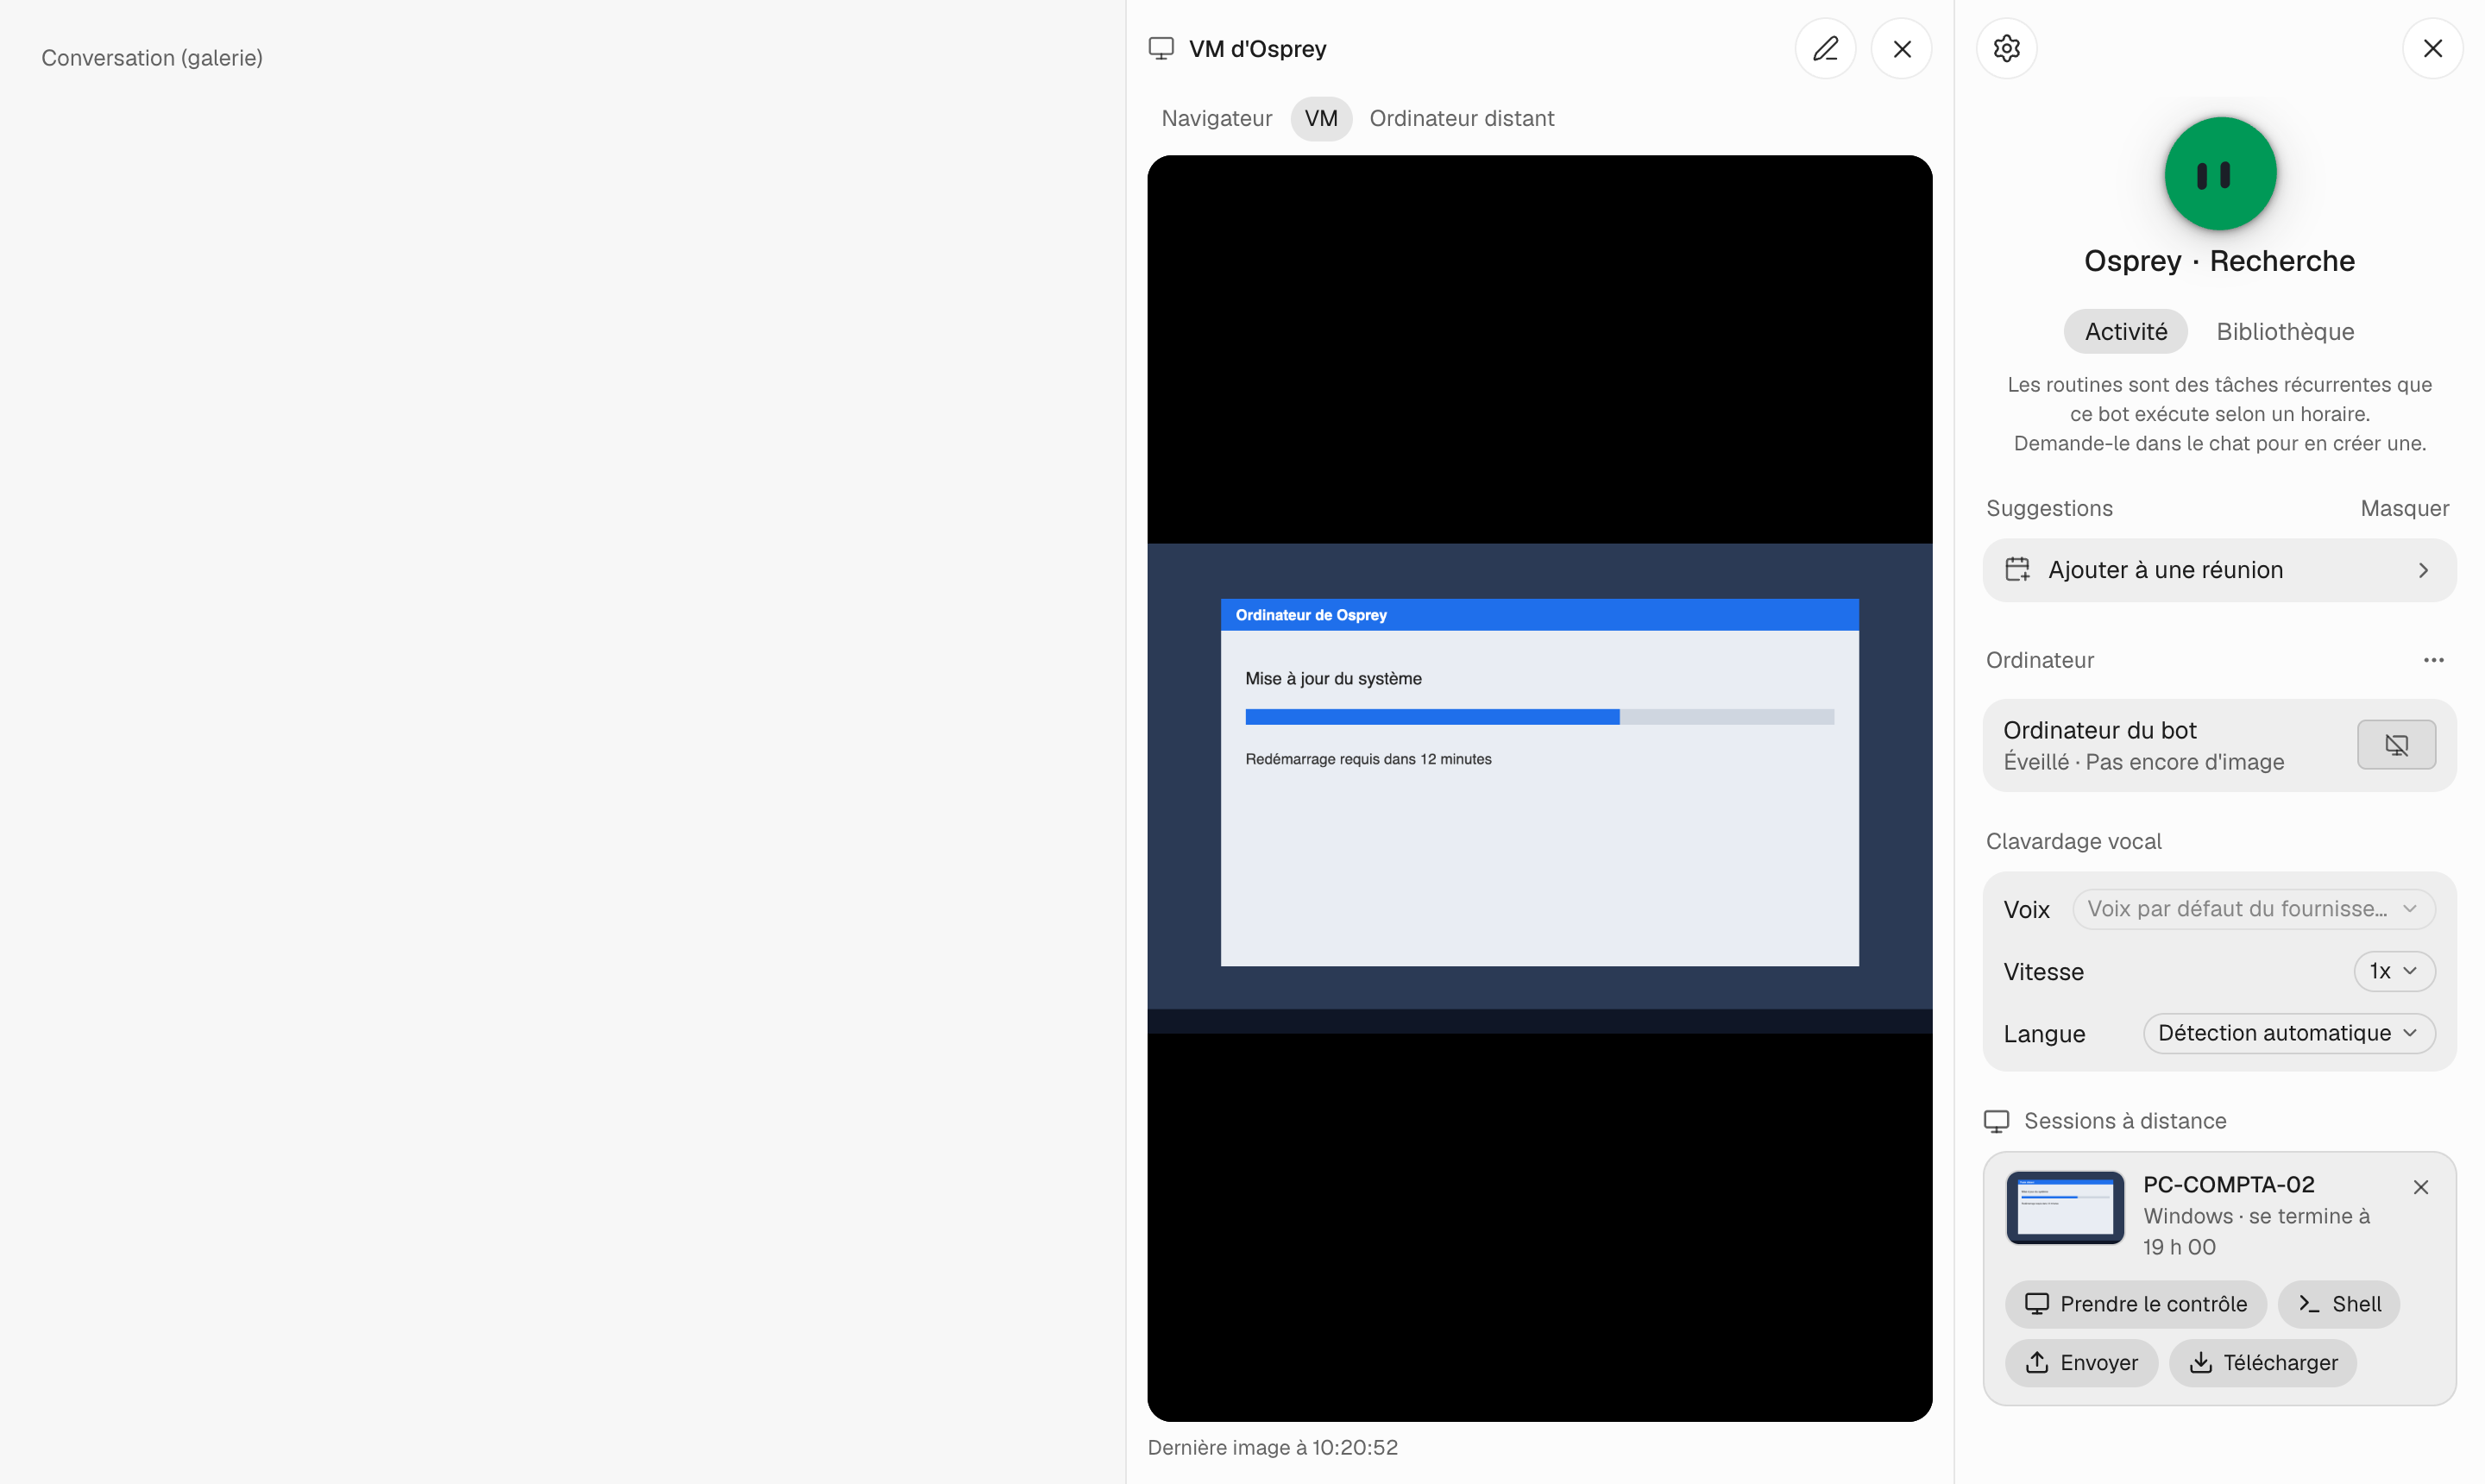 Conversation (galerie)
VM d'Osprey
Navigateur
VM
Ordinateur distant
Ordinateur de Osprey
Mise à jour du système
Redémarrage requis dans 12 minutes
Dernière image à 10:20:52
Osprey · Recherche
Activité
Bibliothèque
Les routines sont des tâches récurrentes que
ce bot exécute selon un horaire.
Demande-le dans le chat pour en créer une.
Suggestions
Masquer
Ajouter à une réunion
Ordinateur
Ordinateur du bot
Éveillé · Pas encore d'image
Clavardage vocal
Voix
Voix par défaut du fournisse...
Vitesse
1x
Langue
Détection automatique
Sessions à distance
PC-COMPTA-02
Windows · se termine à
19 h 00
Prendre le contrôle
Shell
Envoyer
Télécharger